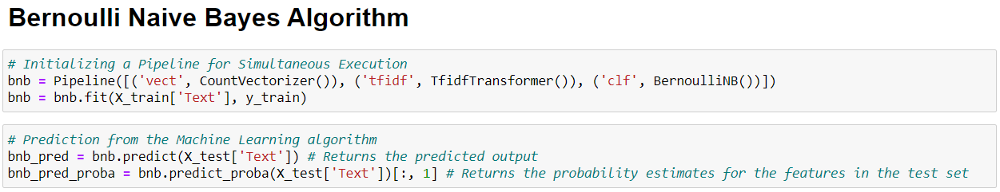 Bernoulli Naive Bayes Algorithm
# Initializing a Pipeline for Simultaneous Execution
bnb = Pipeline([('vect', CountVectorizer()), ('tfidf', TfidfTransformer()), ('clf', BernoulliNB())])
bnb = bnb.fit(X_train['Text'], y_train)
# Prediction from the Machine Learning algorithm
bnb_pred = bnb.predict(X_test['Text']) # Returns the predicted output
bnb_pred_proba = bnb.predict_proba(X_test['Text'])[:, 1] # Returns the probability estimates for the features in the test set